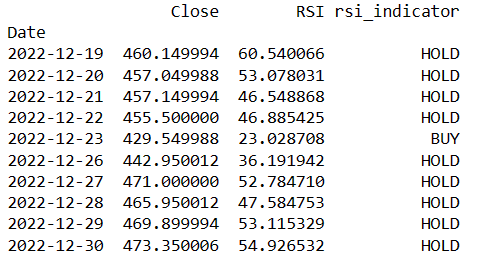 Close RSI rsi_indicator
Date
2022-12-19 460.149994 60.540066 HOLD
2022-12-20 457.049988 53.078031 HOLD
2022-12-21 457.149994 46.548868 HOLD
2022-12-22 455.500000 46.885425 HOLD
2022-12-23 429.549988 23.028708 BUY
2022-12-26 442.950012 36.191942 HOLD
2022-12-27 471.000000 52.784710 HOLD
2022-12-28 465.950012 47.584753 HOLD
2022-12-29 469.899994 53.115329 HOLD
2022-12-30 473.350006 54.926532 HOLD